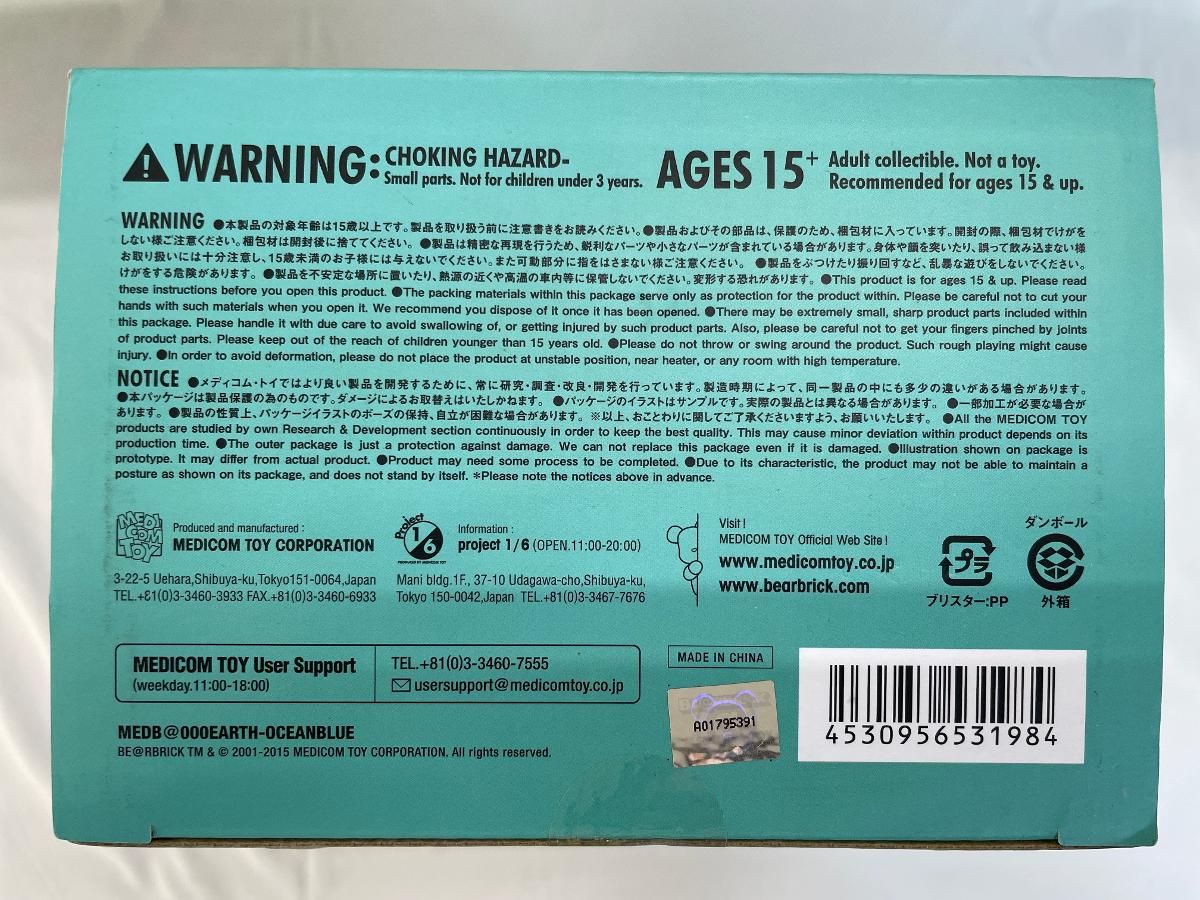 WARNING: CHOKING HAZARD-
Small parts. Not for children under 3 years.
AGES 15+ Adult collectible. Not a toy.
Recommended for ages 15 & up.
WARNING ●本製品の対象年齢は15歳以上です。製品を取り扱う前に注意書きをお読みください。●製品およびその部品は、保護のため、梱包材に入っています。開封の際、梱包材でけがを
しない様ご注意ください。梱包材は開封後に捨ててください。●製品は精密な再現を行うため、鋭利なパーツや小さなパーツが含まれている場合があります。身体や顔を突いたり、誤って飲み込まない様
お取り扱いには十分注意し、15歳未満のお子様には与えないでください。また可動部分に指をはさまない様ご注意ください。 ●製品をぶつけたり振り回すなど、乱暴な遊びをしないでください。
けがをする危険があります。●製品を不安定な場所に置いたり、熱源の近くや高温の車内等に保管しないでください。変形する恐れがあります。●This product is for ages 15 & up. Please read
these instructions before you open this product. ●The packing materials within this package serve only as protection for the product within. Please be careful not to cut your
hands with such materials when you open it. We recommend you dispose of it once it has been opened. ●There may be extremely small, sharp product parts included within
this package. Please handle it with due care to avoid swallowing of, or getting injured by such product parts. Also, please be careful not to get your fingers pinched by joints
of product parts. Please keep out of the reach of children younger than 15 years old. ●Please do not throw or swing around the product. Such rough playing might cause
injury. ●In order to avoid deformation, please do not place the product at unstable position, near heater, or any room with high temperature.
NOTICE ●メディコム・トイではより良い製品を開発するために、常に研究・調査・改良・開発を行っています。製造時期によって、同一製品の中にも多少の違いがある場合があります。
●本パッケージは製品保護の為のものです。ダメージによるお取替えはいたしかねます。 ●パッケージのイラストはサンプルです。実際の製品とは異なる場合があります。 ●一部加工が必要な場合が
あります。 ●製品の性質上、パッケージイラストのポーズの保持、自立が困難な場合があります。※以上、おことわりに関してご了承くださいますよう、お願いいたします。 ●All the MEDICOM TOY
products are studied by own Research & Development section continuously in order to keep the best quality. This may cause minor deviation within product depends on its
production time. ●The outer package is just a protection against damage. We can not replace this package even if it is damaged. ●Illustration shown on package is
prototype. It may differ from actual product. ●Product may need some process to be completed. ●Due to its characteristic, the product may not be able to maintain a
posture as shown on its package, and does not stand by itself. *Please note the notices above in advance.
MEDI COM TOY
Produced and manufactured :
MEDICOM TOY CORPORATION
3-22-5 Uehara,Shibuya-ku,Tokyo151-0064,Japan
TEL.+81(0)3-3460-3933 FAX.+81(0)3-3460-6933
Project 1/6
PRODUCED BY MEDICOM TOY
Information :
project 1/6 (OPEN.11:00-20:00)
Mani bldg.1F., 37-10 Udagawa-cho,Shibuya-ku,
Tokyo 150-0042,Japan TEL.+81(0)3-3467-7676
Visit !
MEDICOM TOY Official Web Site !
www.medicomtoy.co.jp
www.bearbrick.com
プラ
ブリスター:PP
ダンボール
外箱
MEDICOM TOY User Support
(weekday.11:00-18:00)
TEL.+81(0)3-3460-7555
usersupport@medicomtoy.co.jp
MADE IN CHINA
A01795391
4530956531984
MEDB@000EARTH-OCEANBLUE
BE@RBRICK TM & © 2001-2015 MEDICOM TOY CORPORATION. All rights reserved.